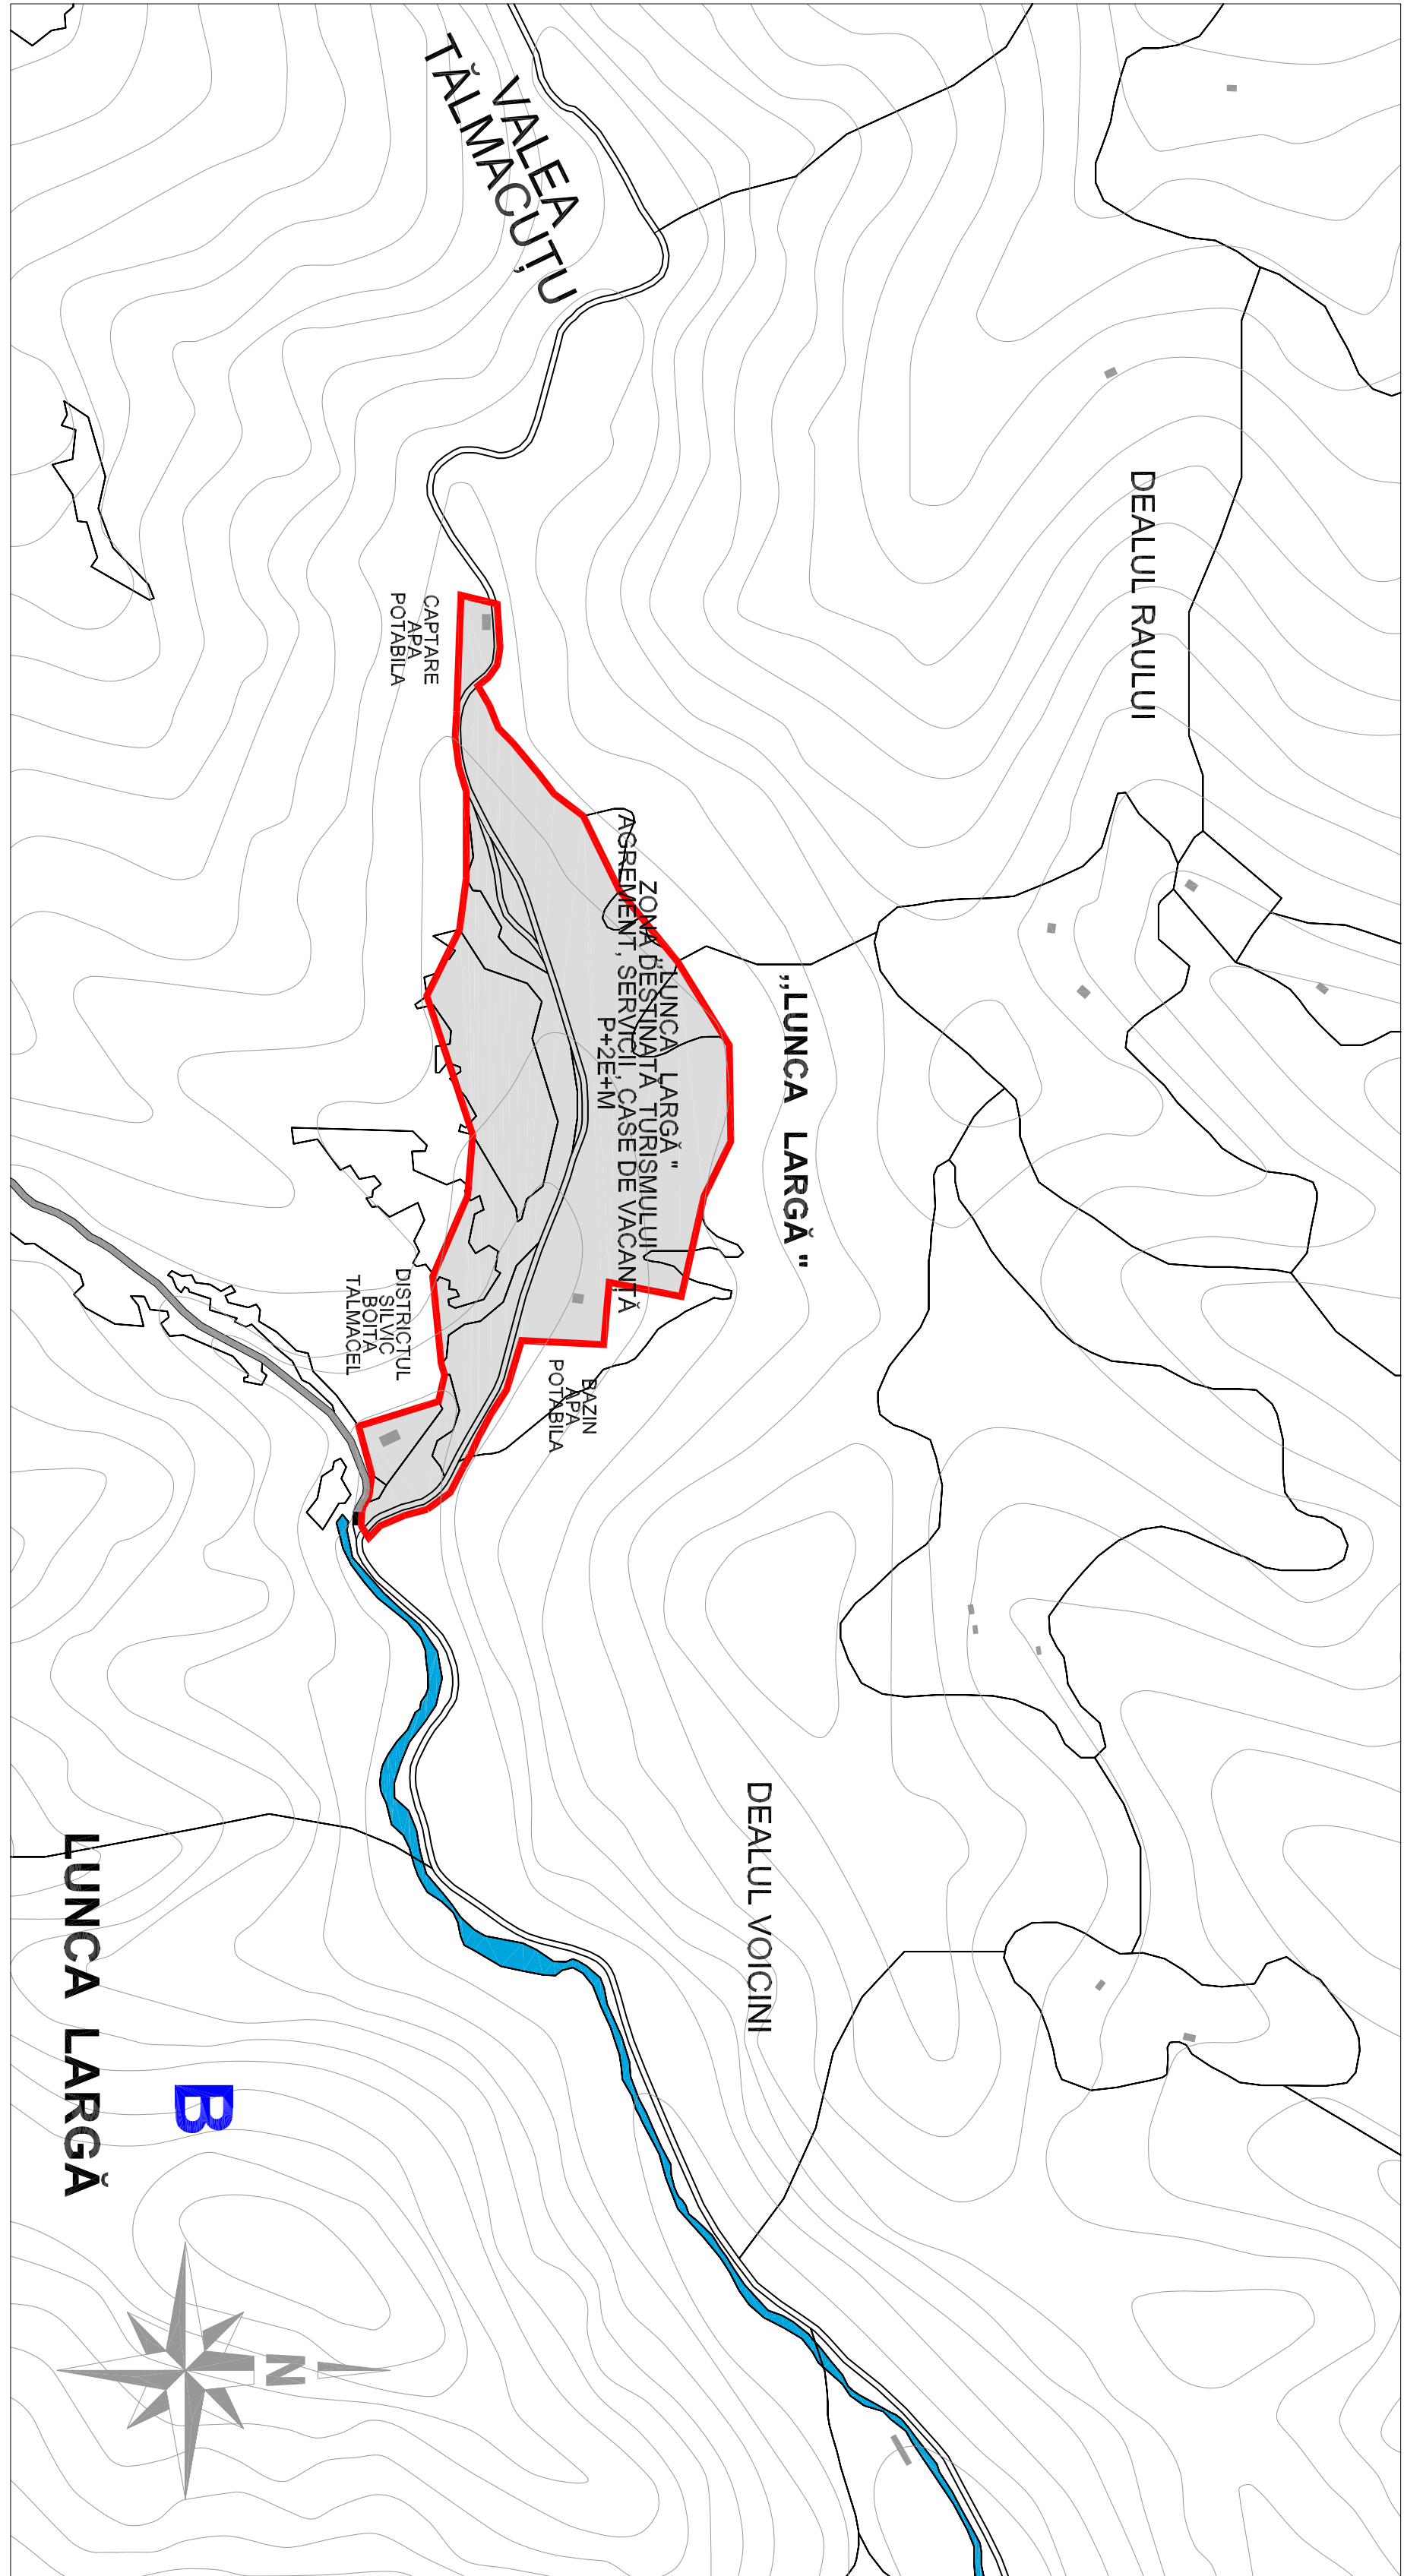 VALEA
TĂLMACUȚU
DEALUL RAULUI
CAPTARE
APA
POTABILA
„LUNCA LARGĂ "
ZONA „LUNCA LARGĂ "
DESTINATĂ TURISMULUI
AGREMENT, SERVICII, CASE DE VACANȚĂ
P+2E+M
DISTRICTUL
SILVIC
BOITA
TALMACEL
BAZIN
APA
POTABILA
DEALUL VOICINI
LUNCA LARGĂ
B
N